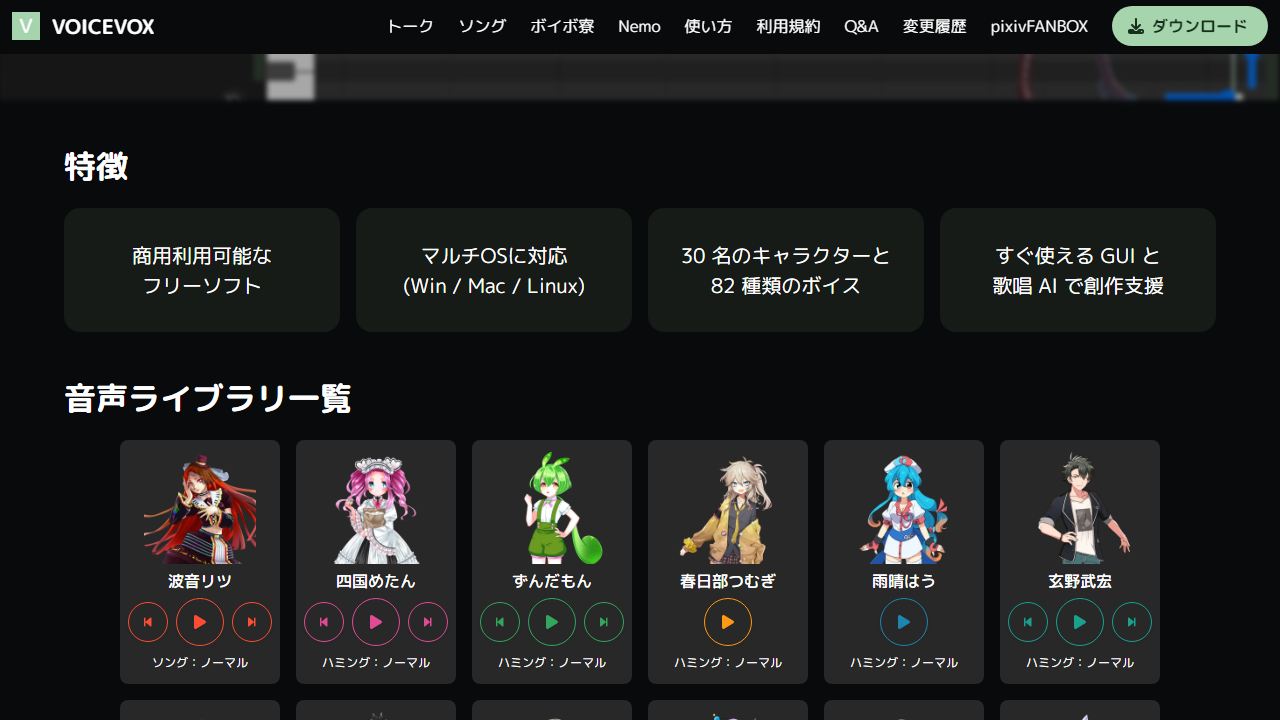 V VOICEVOX トーク ソング ボイボ寮 Nemo 使い方 利用規約 Q&A 変更履歴 pixivFANBOX ダウンロード
特徴
商用利用可能な
フリーソフト
マルチOSに対応
(Win / Mac / Linux)
30 名のキャラクターと
82 種類のボイス
すぐ使える GUI と
歌唱 AI で創作支援
音声ライブラリ一覧
波音リツ 四国めたん ずんだもん 春日部つむぎ 雨晴はう 玄野武宏
ソング：ノーマル ハミング：ノーマル ハミング：ノーマル ハミング：ノーマル ハミング：ノーマル ハミング：ノーマル